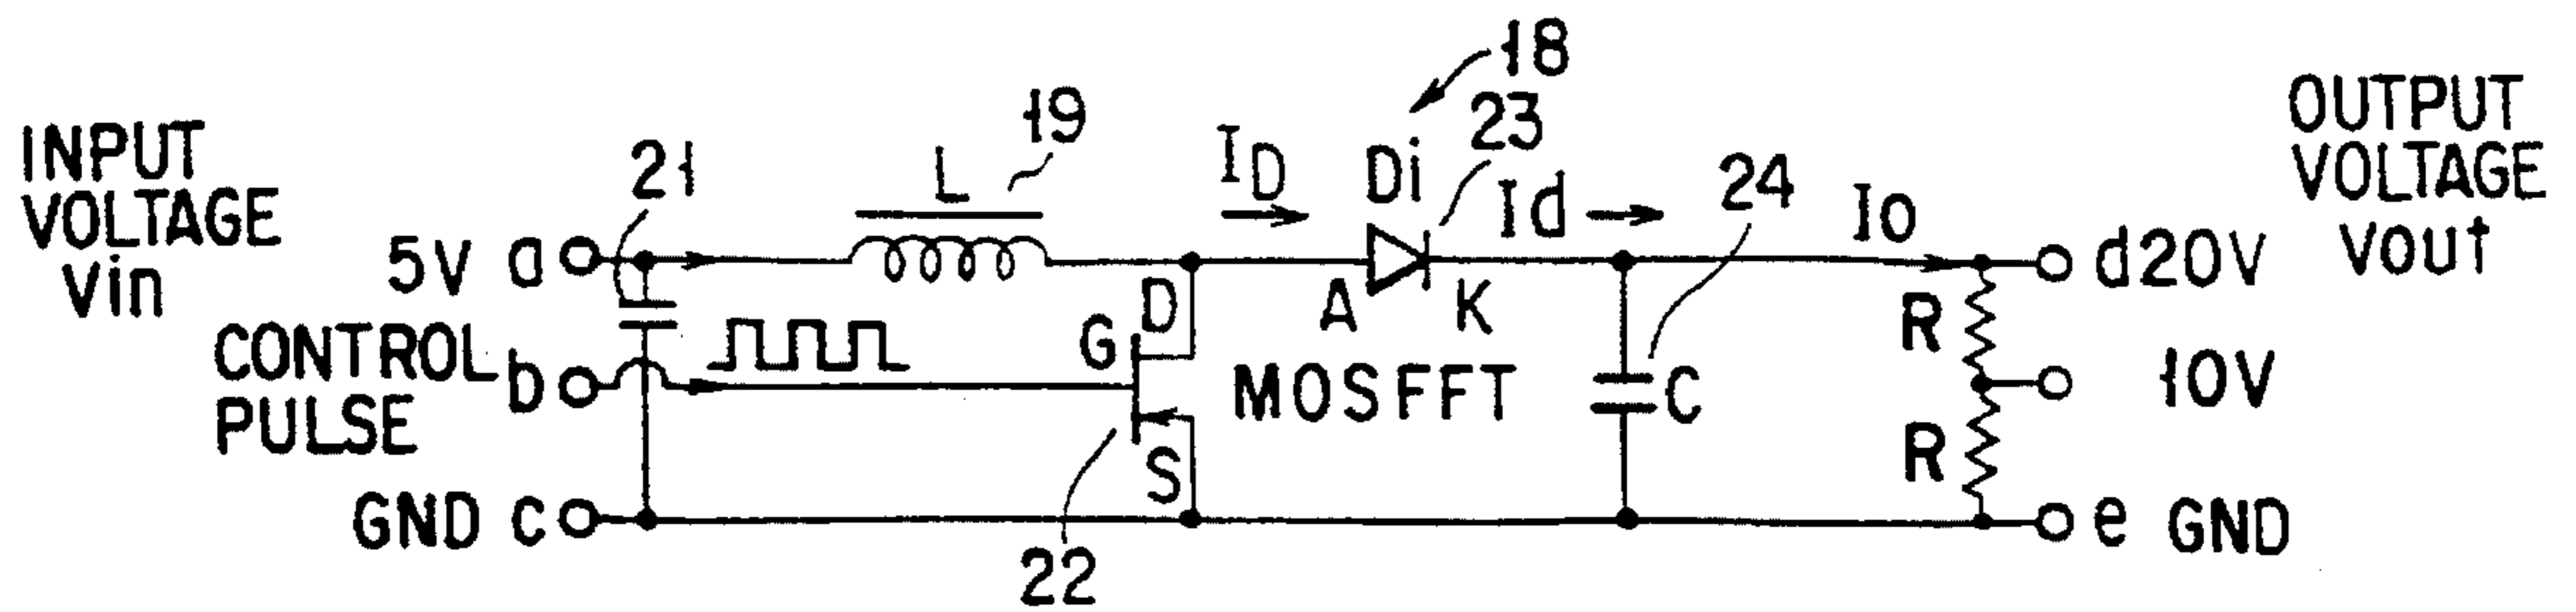 18
19
23
OUTPUT
VOLTAGE
Vout
INPUT
VOLTAGE
Vin
21
L
ID
Di
Id
24
Io
5V a
d20V
A
K
D
R
CONTROL
PULSE
b
G
MOSFFT
C
10V
S
R
GND c
e GND
22